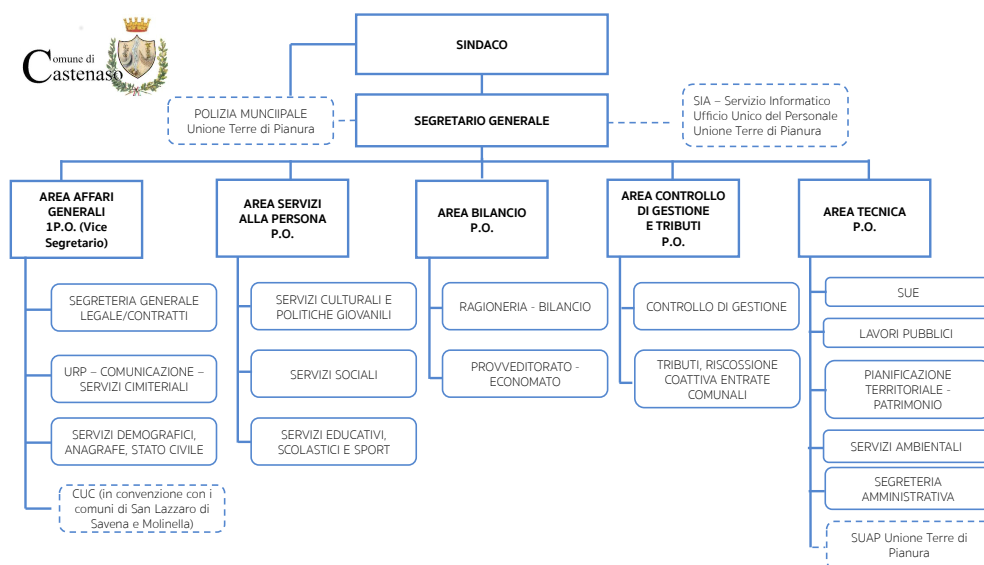 Comune di
Castenaso
SINDACO
POLIZIA MUNCIIPALE
Unione Terre di Pianura
SEGRETARIO GENERALE
SIA – Servizio Informatico
Ufficio Unico del Personale
Unione Terre di Pianura
AREA AFFARI
GENERALI
1P.O. (Vice
Segretario)
SEGRETERIA GENERALE
LEGALE/CONTRATTI
URP – COMUNICAZIONE –
SERVIZI CIMITERIALI
SERVIZI DEMOGRAFICI,
ANAGRAFE, STATO CIVILE
CUC (in convenzione con i
comuni di San Lazzaro di
Savena e Molinella)
AREA SERVIZI
ALLA PERSONA
P.O.
SERVIZI CULTURALI E
POLITICHE GIOVANILI
SERVIZI SOCIALI
SERVIZI EDUCATIVI,
SCOLASTICI E SPORT
AREA BILANCIO
P.O.
RAGIONERIA - BILANCIO
PROVVEDITORATO -
ECONOMATO
AREA CONTROLLO
DI GESTIONE
E TRIBUTI
P.O.
CONTROLLO DI GESTIONE
TRIBUTI, RISCOSSIONE
COATTIVA ENTRATE
COMUNALI
AREA TECNICA
P.O.
SUE
LAVORI PUBBLICI
PIANIFICAZIONE
TERRITORIALE -
PATRIMONIO
SERVIZI AMBIENTALI
SEGRETERIA
AMMINISTRATIVA
SUAP Unione Terre di
Pianura